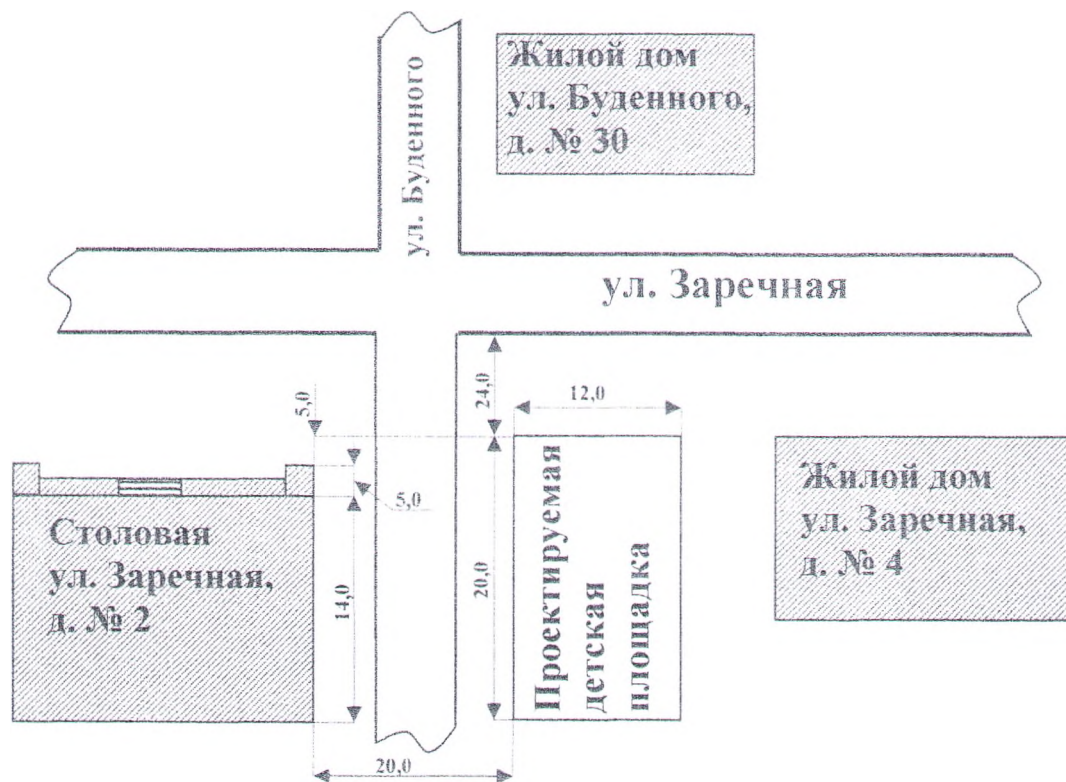 Жилой дом
ул. Буденного,
д. № 30
ул. Буденного
ул. Заречная
5,0
24,0
12,0
5,0
Столовая
ул. Заречная,
д. № 2
14,0
20,0
Проектируемая
детская
площадка
Жилой дом
ул. Заречная,
д. № 4
20,0